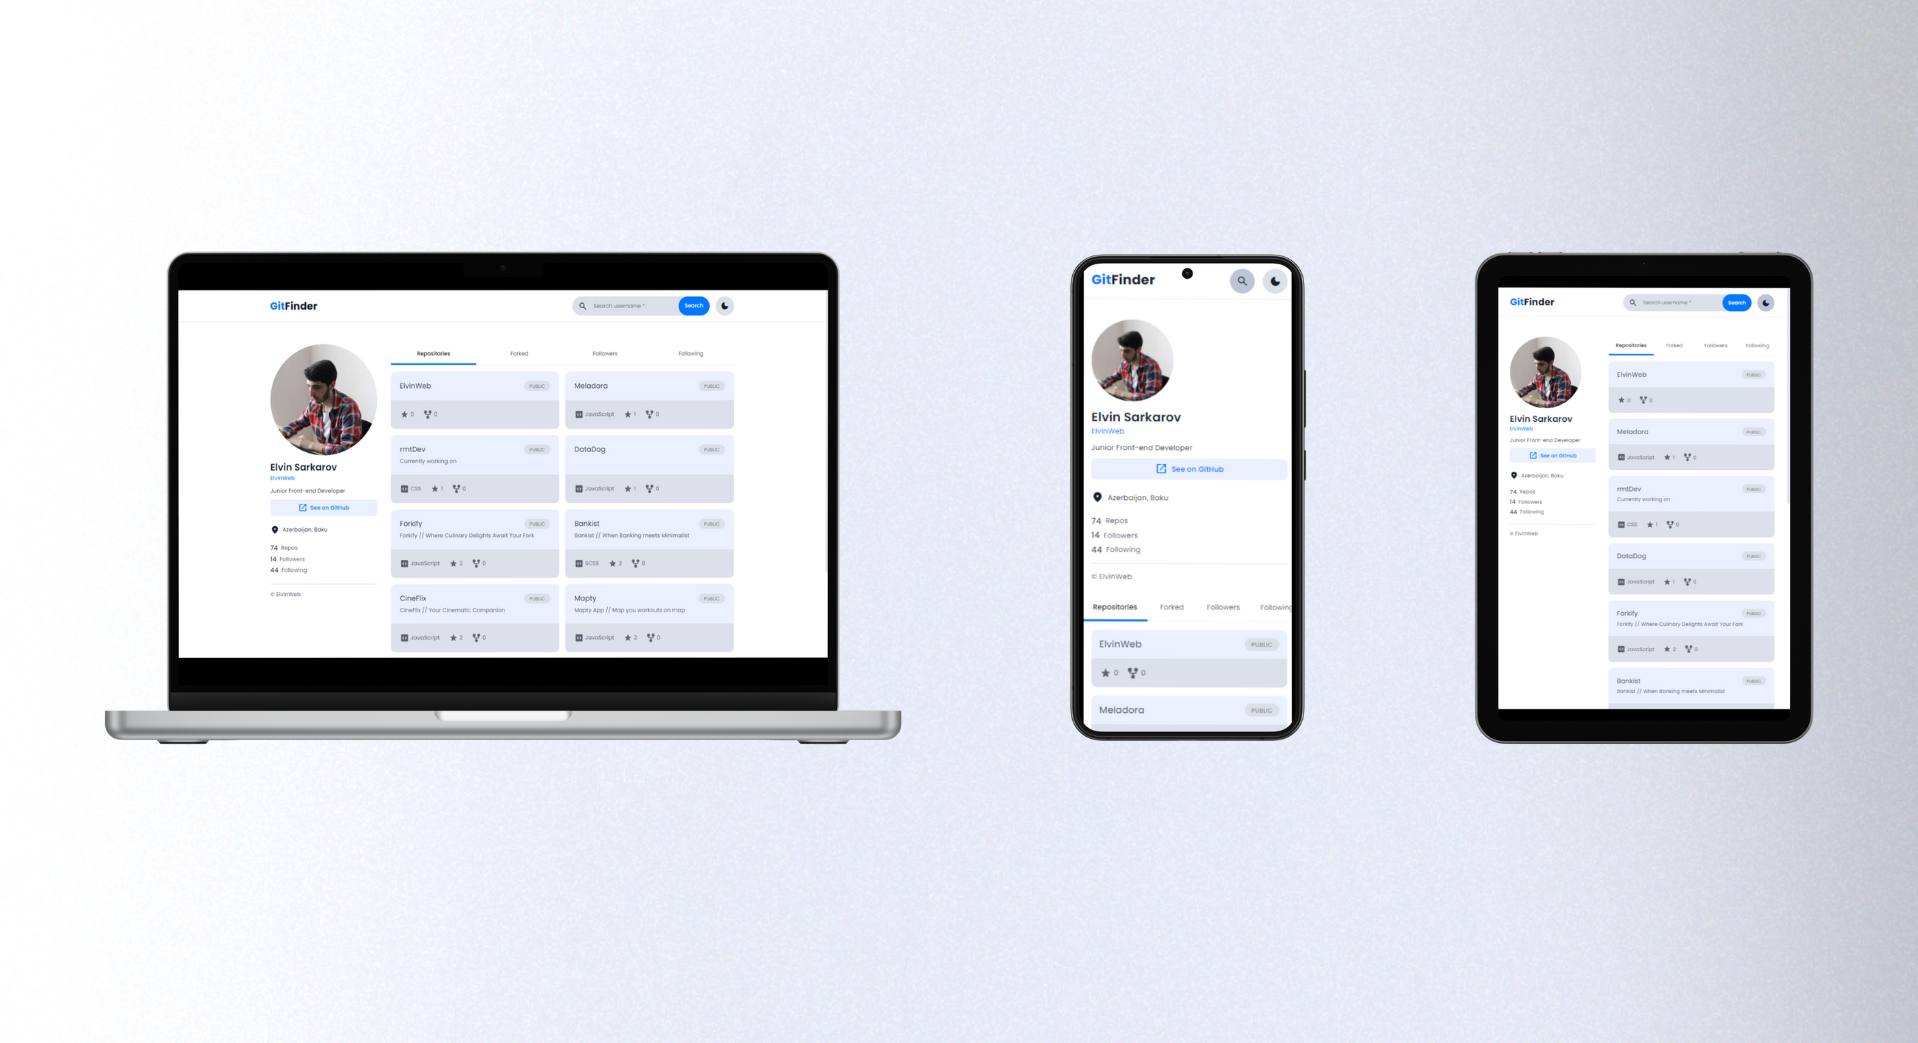 GitFinder
Search username *
Search
Elvin Sarkarov
ElvinWeb
Junior Front-end Developer
See on GitHub
Azerbaijan, Baku
74 Repos
14 Followers
44 Following
© ElvinWeb
Repositories Forked Followers Following
ElvinWeb PUBLIC
0 0
Meladora PUBLIC
JavaScript 1 0
rmtDev PUBLIC
Currently working on
CSS 1 0
DataDog PUBLIC
JavaScript 1 0
Forkify PUBLIC
Forkify // Where Culinary Delights Await Your Fork
JavaScript 2 0
Bankist PUBLIC
Bankist // When Banking meets Minimalist
SCSS 2 0
CineFlix PUBLIC
CineFlix // Your Cinematic Companion
JavaScript 2 0
Mapty PUBLIC
Mapty App // Map you workouts on map
JavaScript 2 0
GitFinder
Elvin Sarkarov
ElvinWeb
Junior Front-end Developer
See on GitHub
Azerbaijan, Baku
74 Repos
14 Followers
44 Following
© ElvinWeb
Repositories Forked Followers Following
ElvinWeb PUBLIC
0 0
Meladora PUBLIC
GitFinder
Search username *
Search
Elvin Sarkarov
ElvinWeb
Junior Front-end Developer
See on GitHub
Azerbaijan, Baku
74 Repos
14 Followers
44 Following
© ElvinWeb
Repositories Forked Followers Following
ElvinWeb PUBLIC
0 0
Meladora PUBLIC
JavaScript 1 0
rmtDev PUBLIC
Currently working on
CSS 1 0
DataDog PUBLIC
JavaScript 1 0
Forkify PUBLIC
Forkify // Where Culinary Delights Await Your Fork
JavaScript 2 0
Bankist PUBLIC
Bankist // When Banking meets Minimalist